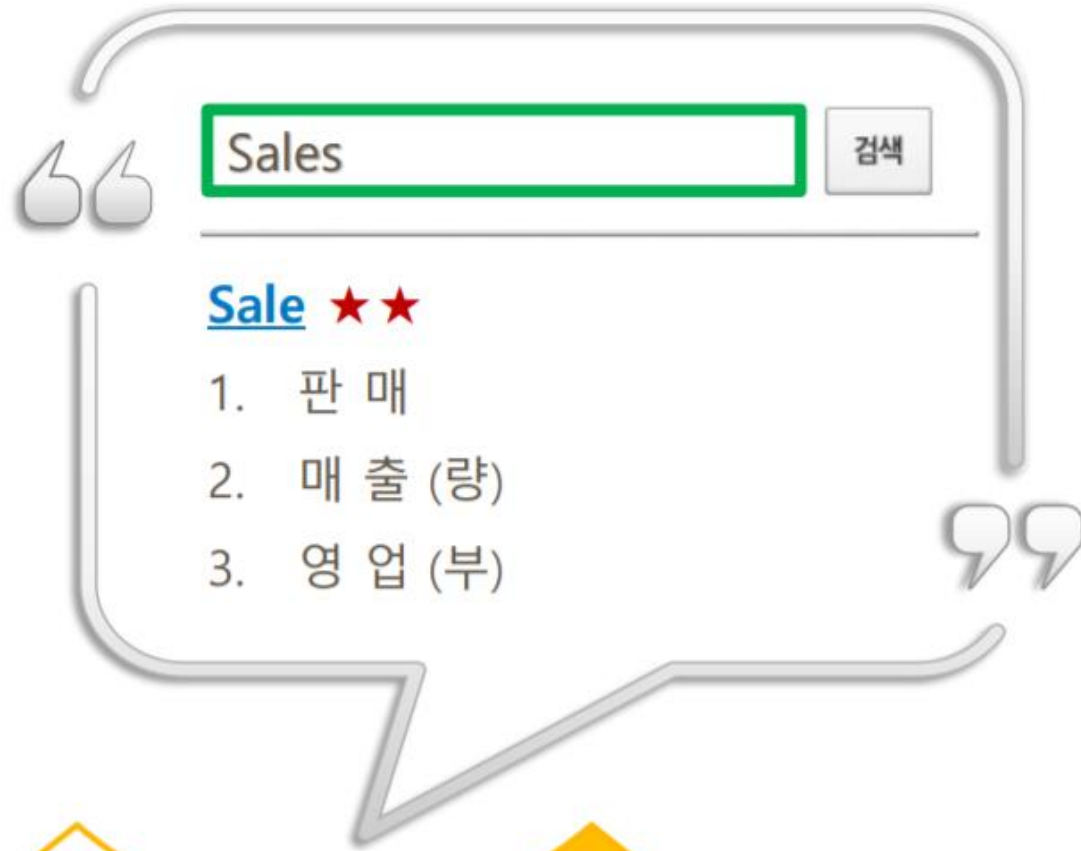 Sales 검색
Sale ★★
1. 판 매
2. 매 출 (량)
3. 영 업 (부)